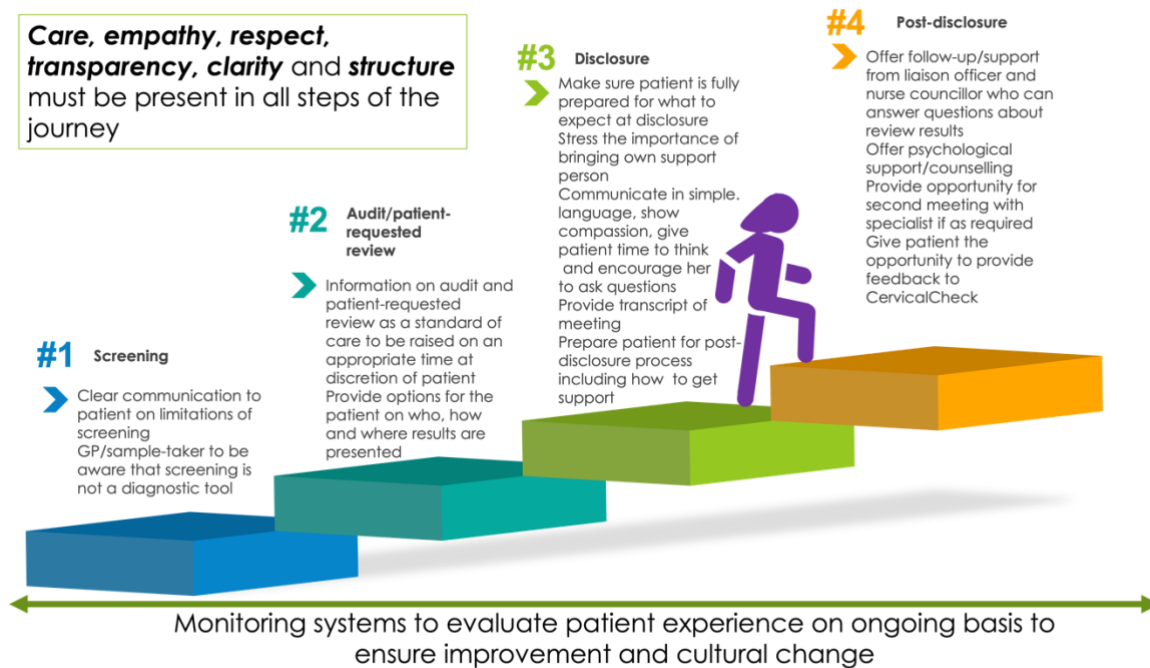 Care, empathy, respect,
transparency, clarity and structure
must be present in all steps of the
journey
#1 Screening
Clear communication to
patient on limitations of
screening
GP/sample-taker to be
aware that screening is
not a diagnostic tool
#2 Audit/patient-
requested
review
Information on audit and
patient-requested
review as a standard of
care to be raised on an
appropriate time at
discretion of patient
Provide options for the
patient on who, how
and where results are
presented
#3 Disclosure
Make sure patient is fully
prepared for what to
expect at disclosure
Stress the importance of
bringing own support
person
Communicate in simple.
language, show
compassion, give
patient time to think
and encourage her
to ask questions
Provide transcript of
meeting
Prepare patient for post-
disclosure process
including how to get
support
#4 Post-disclosure
Offer follow-up/support
from liaison officer and
nurse councillor who can
answer questions about
review results
Offer psychological
support/counselling
Provide opportunity for
second meeting with
specialist if as required
Give patient the
opportunity to provide
feedback to
CervicalCheck
Monitoring systems to evaluate patient experience on ongoing basis to
ensure improvement and cultural change